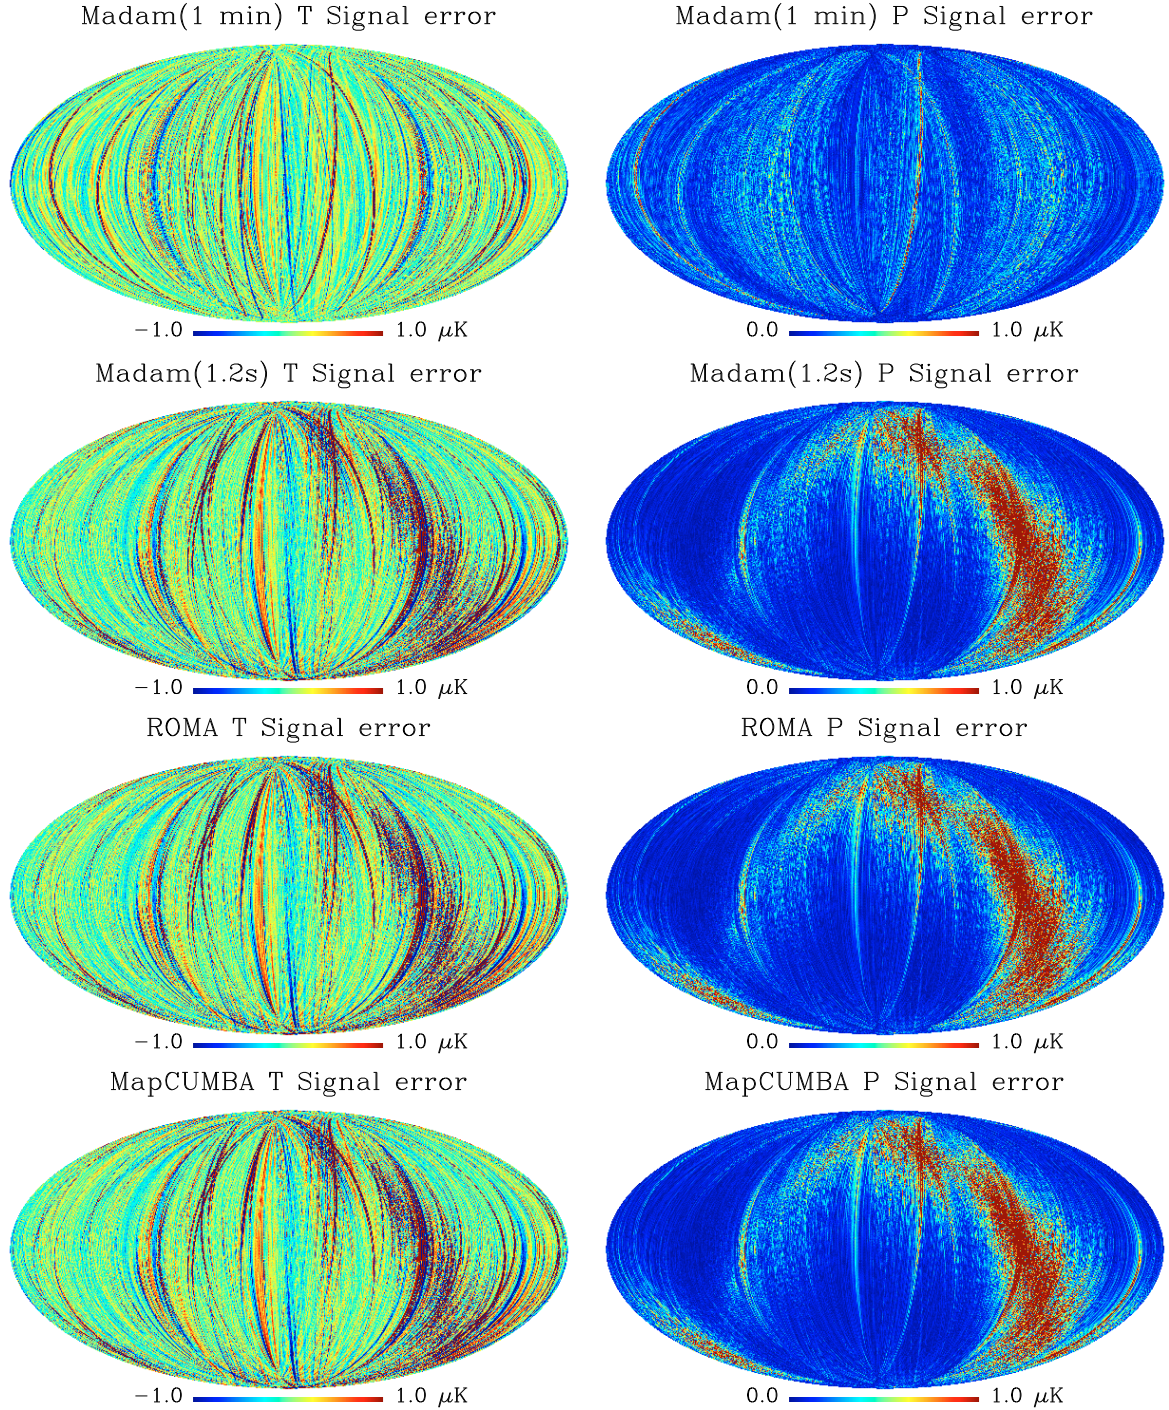 Madam(1 min) T Signal error
Madam(1 min) P Signal error
−1.0 1.0 μK
0.0 1.0 μK
Madam(1.2s) T Signal error
Madam(1.2s) P Signal error
−1.0 1.0 μK
0.0 1.0 μK
ROMA T Signal error
ROMA P Signal error
−1.0 1.0 μK
0.0 1.0 μK
MapCUMBA T Signal error
MapCUMBA P Signal error
−1.0 1.0 μK
0.0 1.0 μK